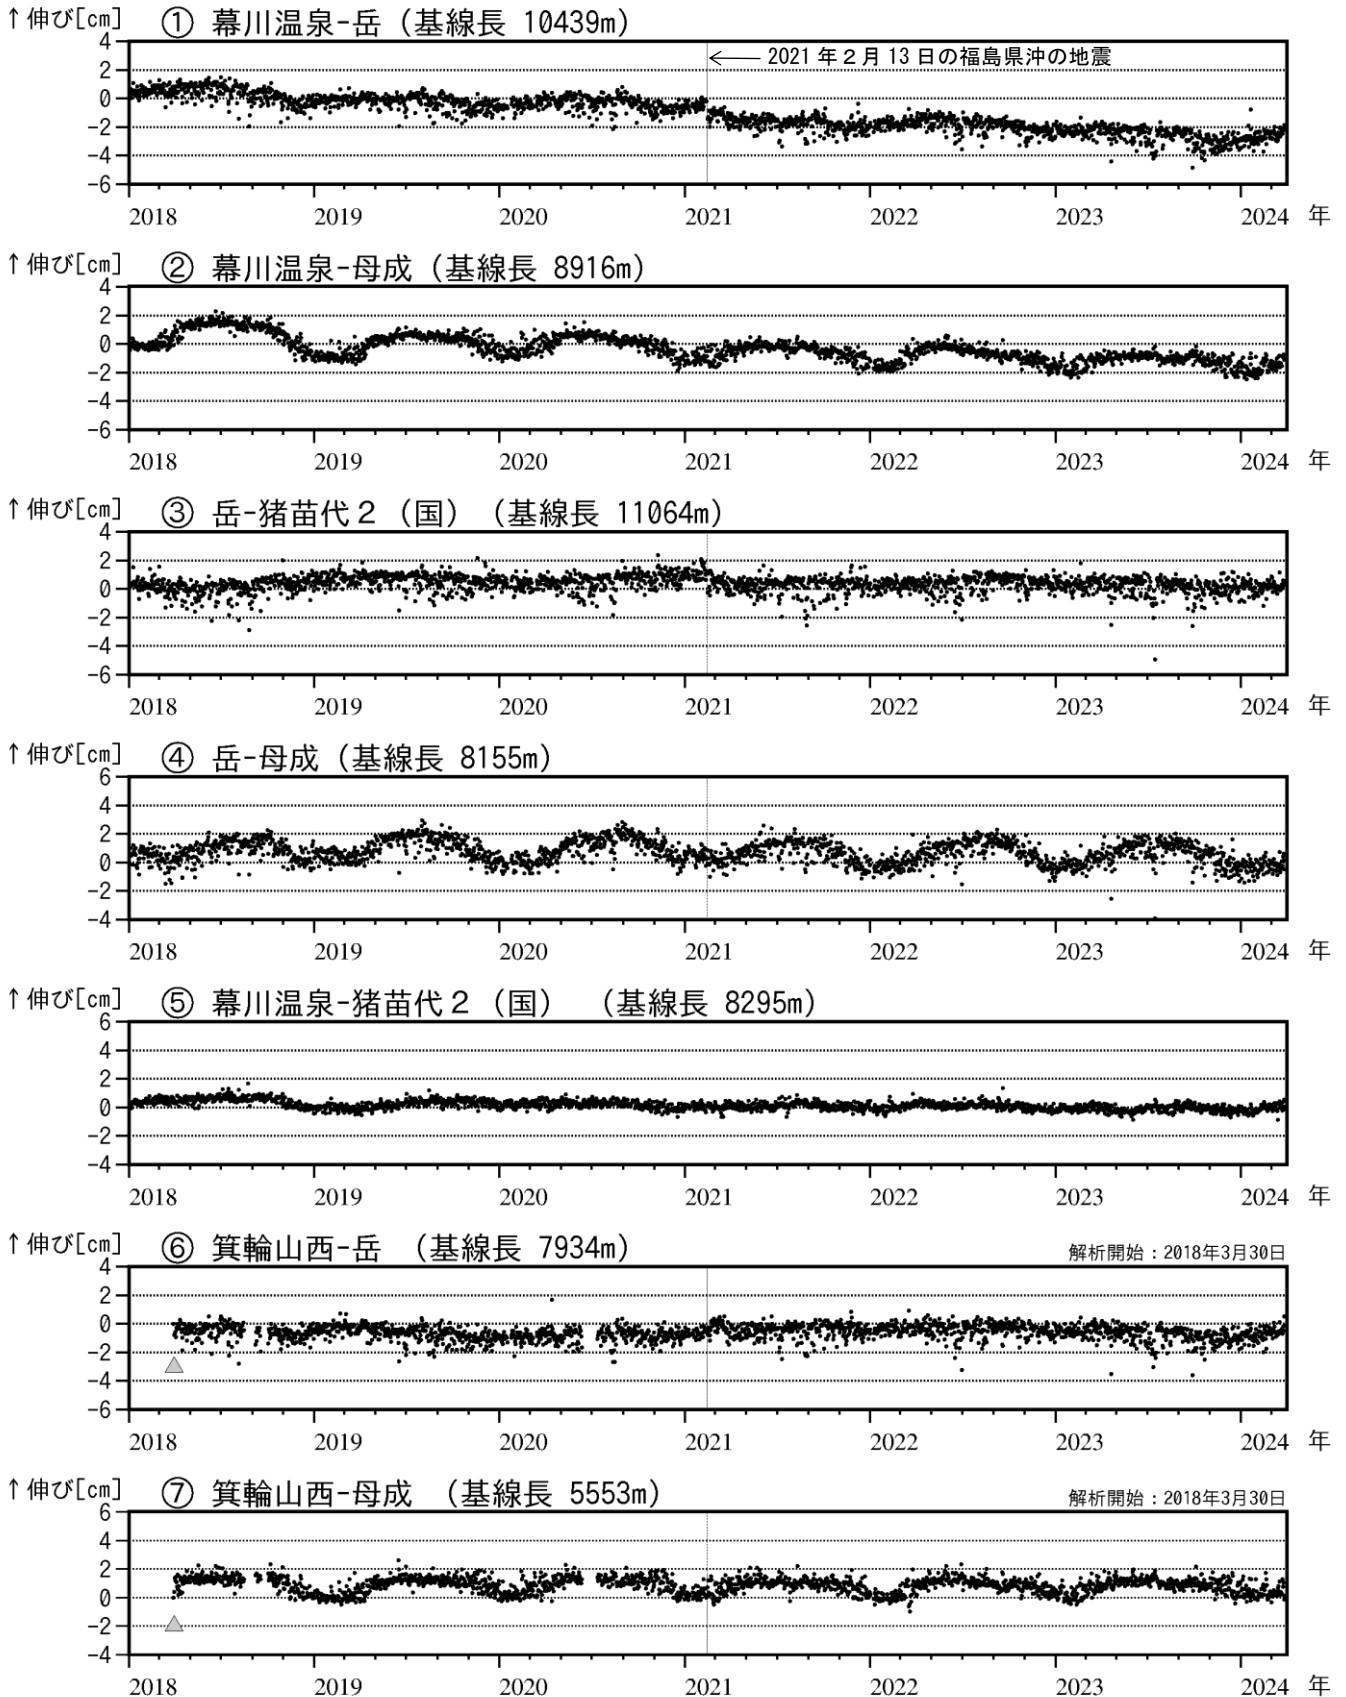 ↑伸び[cm] ① 幕川温泉-岳（基線長 10439m）
4
← 2021 年 2 月 13 日の福島県沖の地震
2
0
-2
-4
-6
2018 2019 2020 2021 2022 2023 2024 年
↑伸び[cm] ② 幕川温泉-母成（基線長 8916m）
4
2
0
-2
-4
-6
2018 2019 2020 2021 2022 2023 2024 年
↑伸び[cm] ③ 岳-猪苗代２（国）（基線長 11064m）
4
2
0
-2
-4
-6
2018 2019 2020 2021 2022 2023 2024 年
↑伸び[cm] ④ 岳-母成（基線長 8155m）
6
4
2
0
-2
-4
2018 2019 2020 2021 2022 2023 2024 年
↑伸び[cm] ⑤ 幕川温泉-猪苗代２（国） （基線長 8295m）
6
4
2
0
-2
-4
2018 2019 2020 2021 2022 2023 2024 年
↑伸び[cm] ⑥ 箕輪山西-岳 （基線長 7934m） 解析開始：2018年3月30日
4
2
0
-2
-4
-6
2018 2019 2020 2021 2022 2023 2024 年
↑伸び[cm] ⑦ 箕輪山西-母成 （基線長 5553m） 解析開始：2018年3月30日
6
4
2
0
-2
-4
2018 2019 2020 2021 2022 2023 2024 年